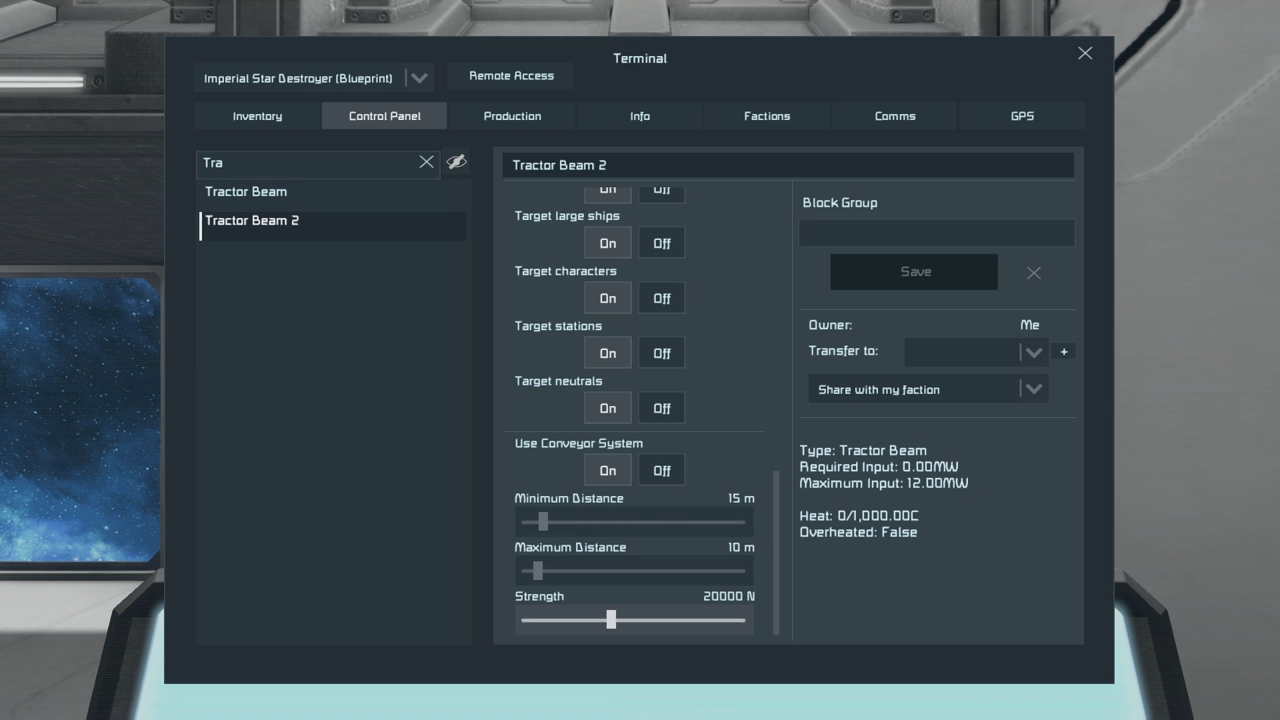 Terminal
Imperial Star Destroyer (Blueprint)
Remote Access
Inventory
Control Panel
Production
Info
Factions
Comms
GPS
Tra
Tractor Beam
Tractor Beam 2
Tractor Beam 2
On Off
Target large ships
On Off
Target characters
On Off
Target stations
On Off
Target neutrals
On Off
Use Conveyor System
On Off
Minimum Distance 15 m
Maximum Distance 10 m
Strength 20000 N
Block Group
Save
Owner: Me
Transfer to:
+
Share with my faction
Type: Tractor Beam
Required Input: 0.00MW
Maximum Input: 12.00MW
Heat: 0/1,000.00C
Overheated: False